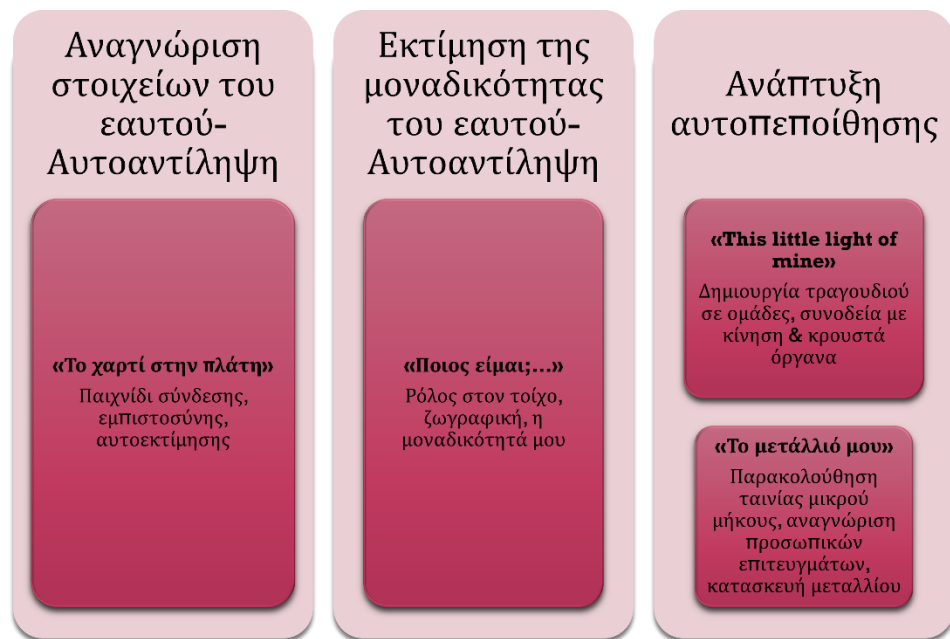 Αναγνώριση
στοιχείων του
εαυτού-
Αυτοαντίληψη
«Το χαρτί στην πλάτη»
Παιχνίδι σύνδεσης,
εμπιστοσύνης,
αυτοεκτίμησης
Εκτίμηση της
μοναδικότητας
του εαυτού-
Αυτοαντίληψη
«Ποιος είμαι;...»
Ρόλος στον τοίχο,
ζωγραφική, η
μοναδικότητά μου
Ανάπτυξη
αυτοπεποίθησης
«This little light of
mine»
Δημιουργία τραγουδιού
σε ομάδες, συνοδεία με
κίνηση & κρουστά
όργανα
«Το μετάλλιό μου»
Παρακολούθηση
ταινίας μικρού
μήκους, αναγνώριση
προσωπικών
επιτευγμάτων,
κατασκευή μεταλλίου